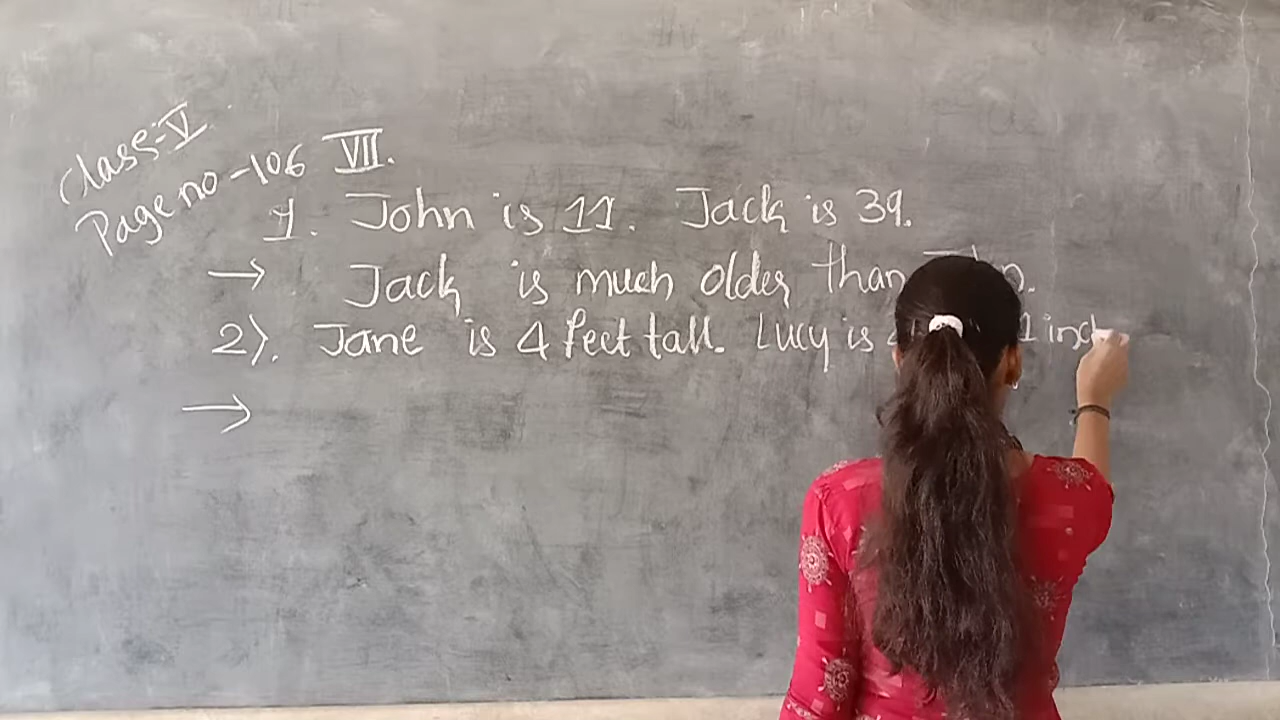 Class:- V
Page no - 106 VII.
1. John is 11. Jack is 39.
→ Jack is much older than
2). Jane is 4 feet tall. Lucy is 4 1 inch
→